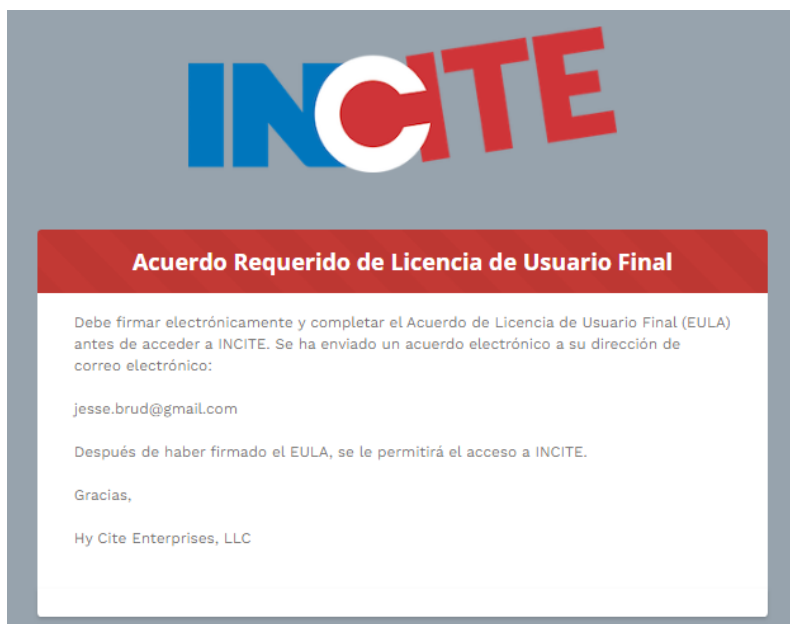 INCITE
Acuerdo Requerido de Licencia de Usuario Final
Debe firmar electrónicamente y completar el Acuerdo de Licencia de Usuario Final (EULA)
antes de acceder a INCITE. Se ha enviado un acuerdo electrónico a su dirección de
correo electrónico:
jesse.brud@gmail.com
Después de haber firmado el EULA, se le permitirá el acceso a INCITE.
Gracias,
Hy Cite Enterprises, LLC